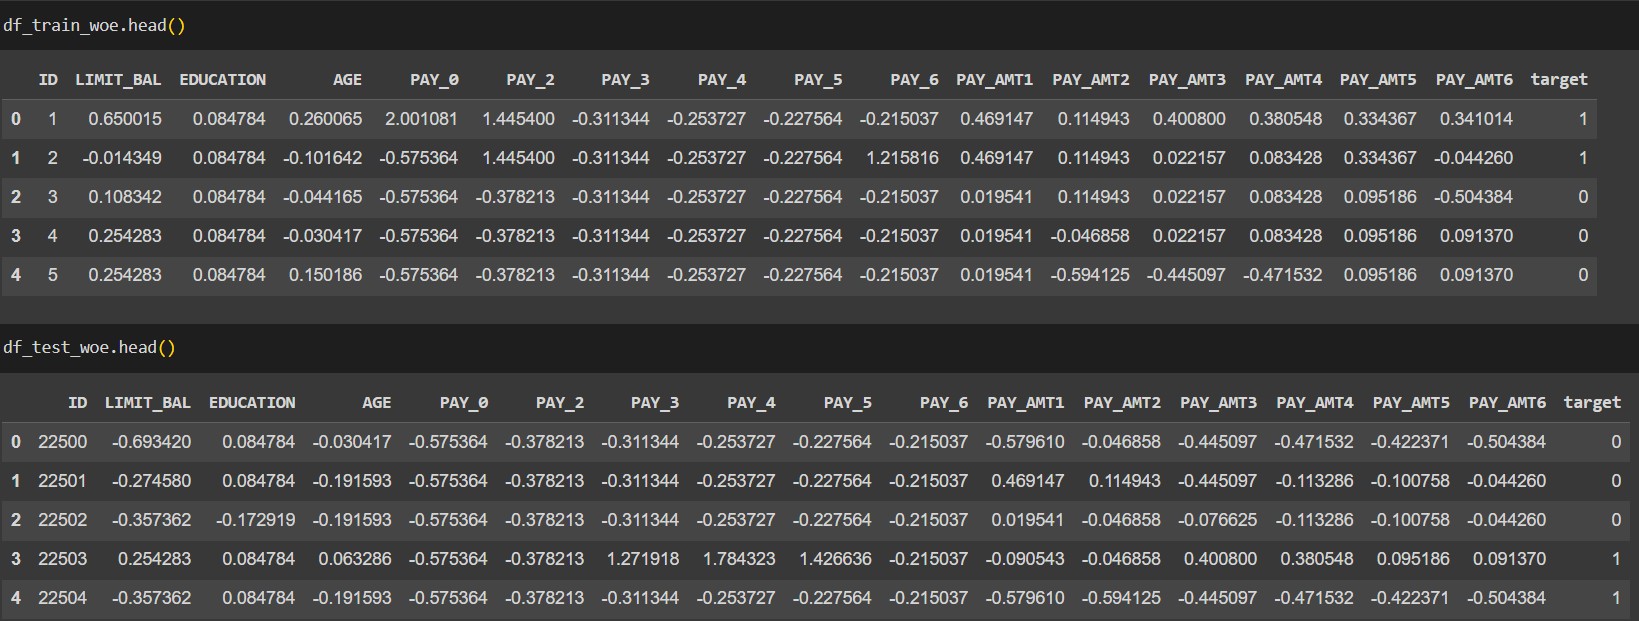 df_train_woe.head()
ID LIMIT_BAL EDUCATION AGE PAY_0 PAY_2 PAY_3 PAY_4 PAY_5 PAY_6 PAY_AMT1 PAY_AMT2 PAY_AMT3 PAY_AMT4 PAY_AMT5 PAY_AMT6 target
0 1 0.650015 0.084784 0.260065 2.001081 1.445400 -0.311344 -0.253727 -0.227564 -0.215037 0.469147 0.114943 0.400800 0.380548 0.334367 0.341014 1
1 2 -0.014349 0.084784 -0.101642 -0.575364 1.445400 -0.311344 -0.253727 -0.227564 1.215816 0.469147 0.114943 0.022157 0.083428 0.334367 -0.044260 1
2 3 0.108342 0.084784 -0.044165 -0.575364 -0.378213 -0.311344 -0.253727 -0.227564 -0.215037 0.019541 0.114943 0.022157 0.083428 0.095186 -0.504384 0
3 4 0.254283 0.084784 -0.030417 -0.575364 -0.378213 -0.311344 -0.253727 -0.227564 -0.215037 0.019541 -0.046858 0.022157 0.083428 0.095186 0.091370 0
4 5 0.254283 0.084784 0.150186 -0.575364 -0.378213 -0.311344 -0.253727 -0.227564 -0.215037 0.019541 -0.594125 -0.445097 -0.471532 0.095186 0.091370 0
df_test_woe.head()
ID LIMIT_BAL EDUCATION AGE PAY_0 PAY_2 PAY_3 PAY_4 PAY_5 PAY_6 PAY_AMT1 PAY_AMT2 PAY_AMT3 PAY_AMT4 PAY_AMT5 PAY_AMT6 target
0 22500 -0.693420 0.084784 -0.030417 -0.575364 -0.378213 -0.311344 -0.253727 -0.227564 -0.215037 -0.579610 -0.046858 -0.445097 -0.471532 -0.422371 -0.504384 0
1 22501 -0.274580 0.084784 -0.191593 -0.575364 -0.378213 -0.311344 -0.253727 -0.227564 -0.215037 0.469147 0.114943 -0.445097 -0.113286 -0.100758 -0.044260 0
2 22502 -0.357362 -0.172919 -0.191593 -0.575364 -0.378213 -0.311344 -0.253727 -0.227564 -0.215037 0.019541 -0.046858 -0.076625 -0.113286 -0.100758 -0.044260 0
3 22503 0.254283 0.084784 0.063286 -0.575364 -0.378213 1.271918 1.784323 1.426636 -0.215037 -0.090543 -0.046858 0.400800 0.380548 0.095186 0.091370 1
4 22504 -0.357362 0.084784 -0.191593 -0.575364 -0.378213 -0.311344 -0.253727 -0.227564 -0.215037 -0.579610 -0.594125 -0.445097 -0.471532 -0.422371 -0.504384 1